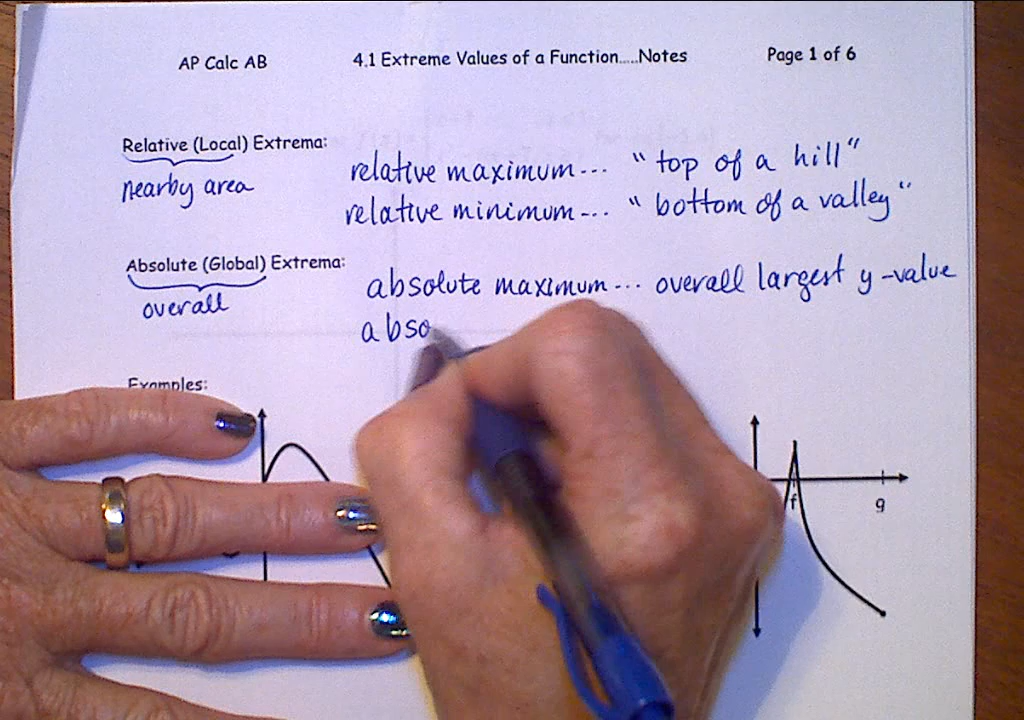 AP Calc AB 4.1 Extreme Values of a Function.....Notes Page 1 of 6
Relative (Local) Extrema:
relative maximum... “top of a hill”
nearby area
relative minimum... “bottom of a valley”
Absolute (Global) Extrema:
absolute maximum... overall largest y-value
overall
abso
Examples:
f
g